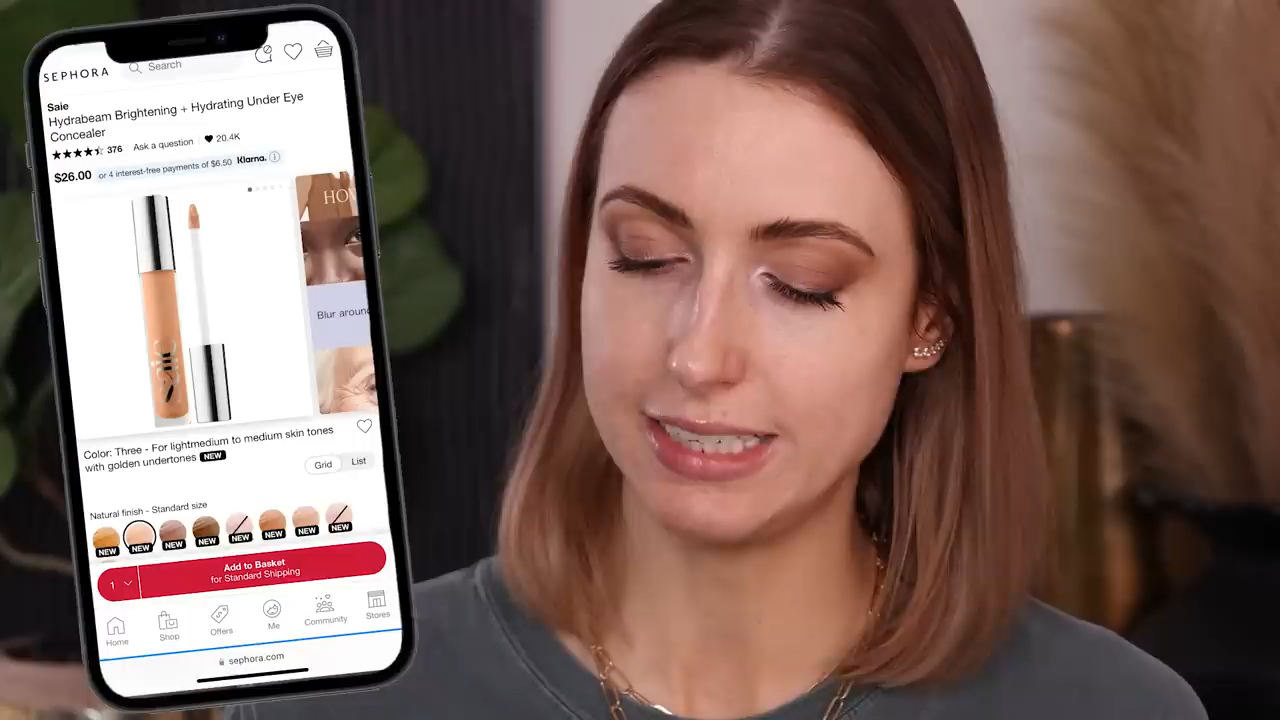 SEPHORA
Search
Saie
Hydrabeam Brightening + Hydrating Under Eye
Concealer
376 Ask a question 20.4K
$26.00 or 4 interest-free payments of $6.50 Klarna.
HOW
Blur around
saie
Color: Three - For lightmedium to medium skin tones
with golden undertones NEW
Grid List
Natural finish - Standard size
NEW NEW NEW NEW NEW NEW NEW NEW
1 Add to Basket
for Standard Shipping
Home Shop Offers Me Community Stores
sephora.com